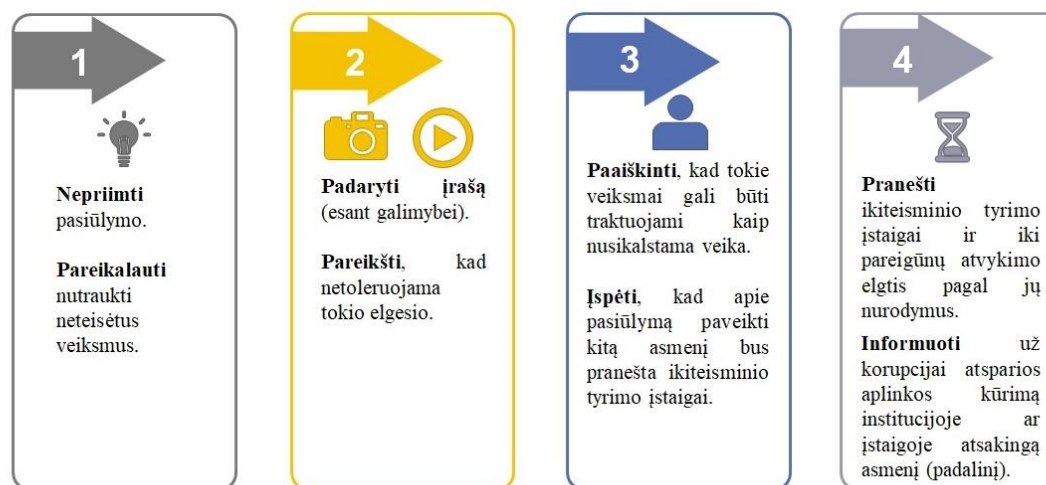 1
Nepriimti
pasiūlymo.
Pareikalauti
nutraukti
neteisėtus
veiksmus.
2
Padaryti įrašą
(esant galimybei).
Pareikšti, kad
netoleruojama
tokio elgesio.
3
Paaiškinti, kad tokie
veiksmai gali būti
traktuojami kaip
nusikalstama veika.
Įspėti, kad apie
pasiūlymą paveikti
kitą asmenį bus
pranešta ikiteisminio
tyrimo įstaigai.
4
Pranešti
ikiteisminio tyrimo
įstaigai ir iki
pareigūnų atvykimo
elgtis pagal jų
nurodymus.
Informuoti už
korupcijai atsparios
aplinkos kūrimą
institucijoje ar
įstaigoje atsakingą
asmenį (padalinį).